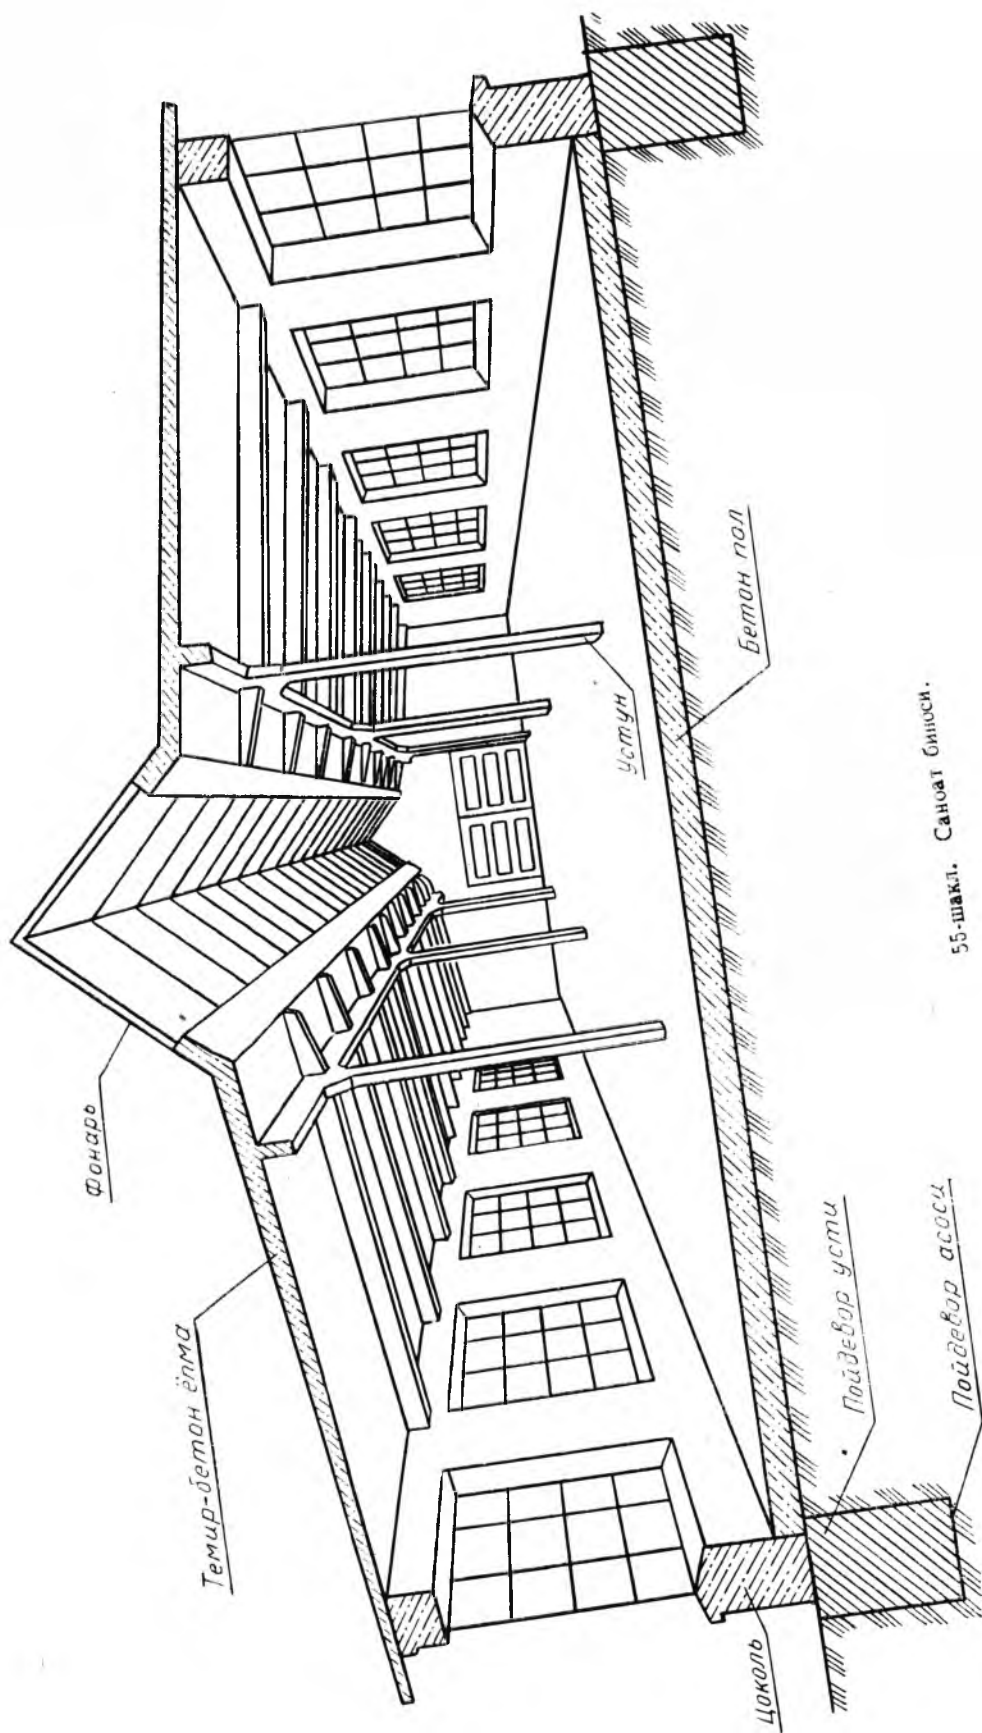 Фонарь
Темир-бетон ёпма
Устун
Бетон пол
Цоколь
Пойдевор усти
Пойдевор асоси
55-шакл. Саноат биноси.